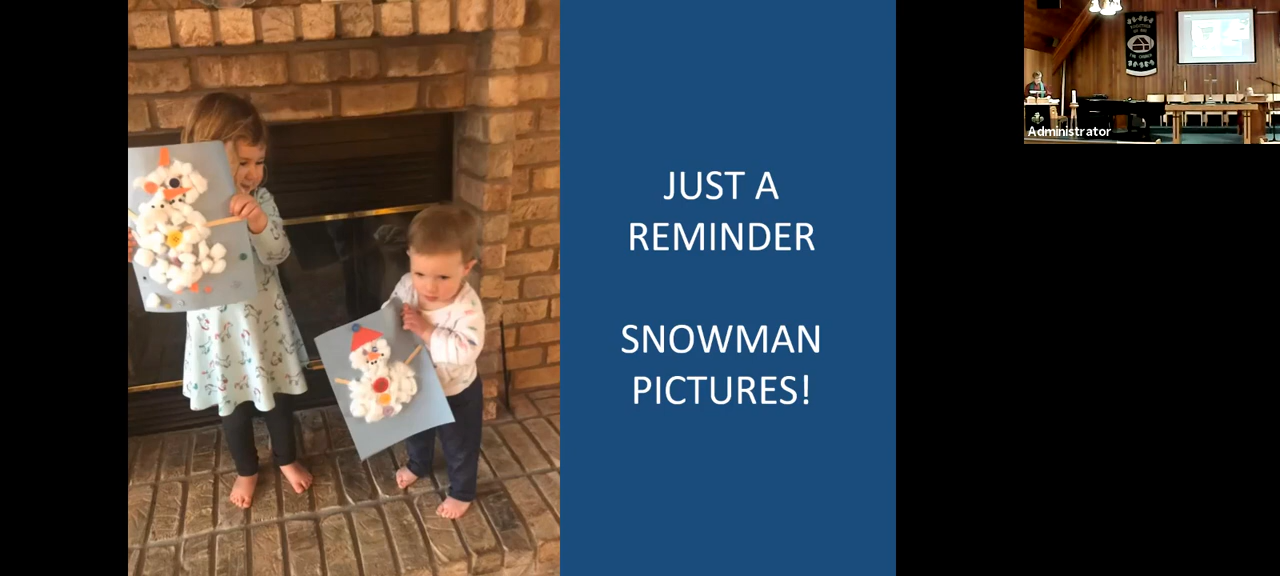 JUST A
REMINDER
SNOWMAN
PICTURES!
Administrator